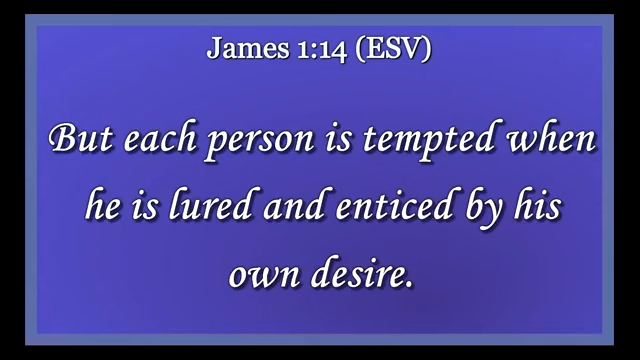 James 1:14 (ESV)
But each person is tempted when
he is lured and enticed by his
own desire.